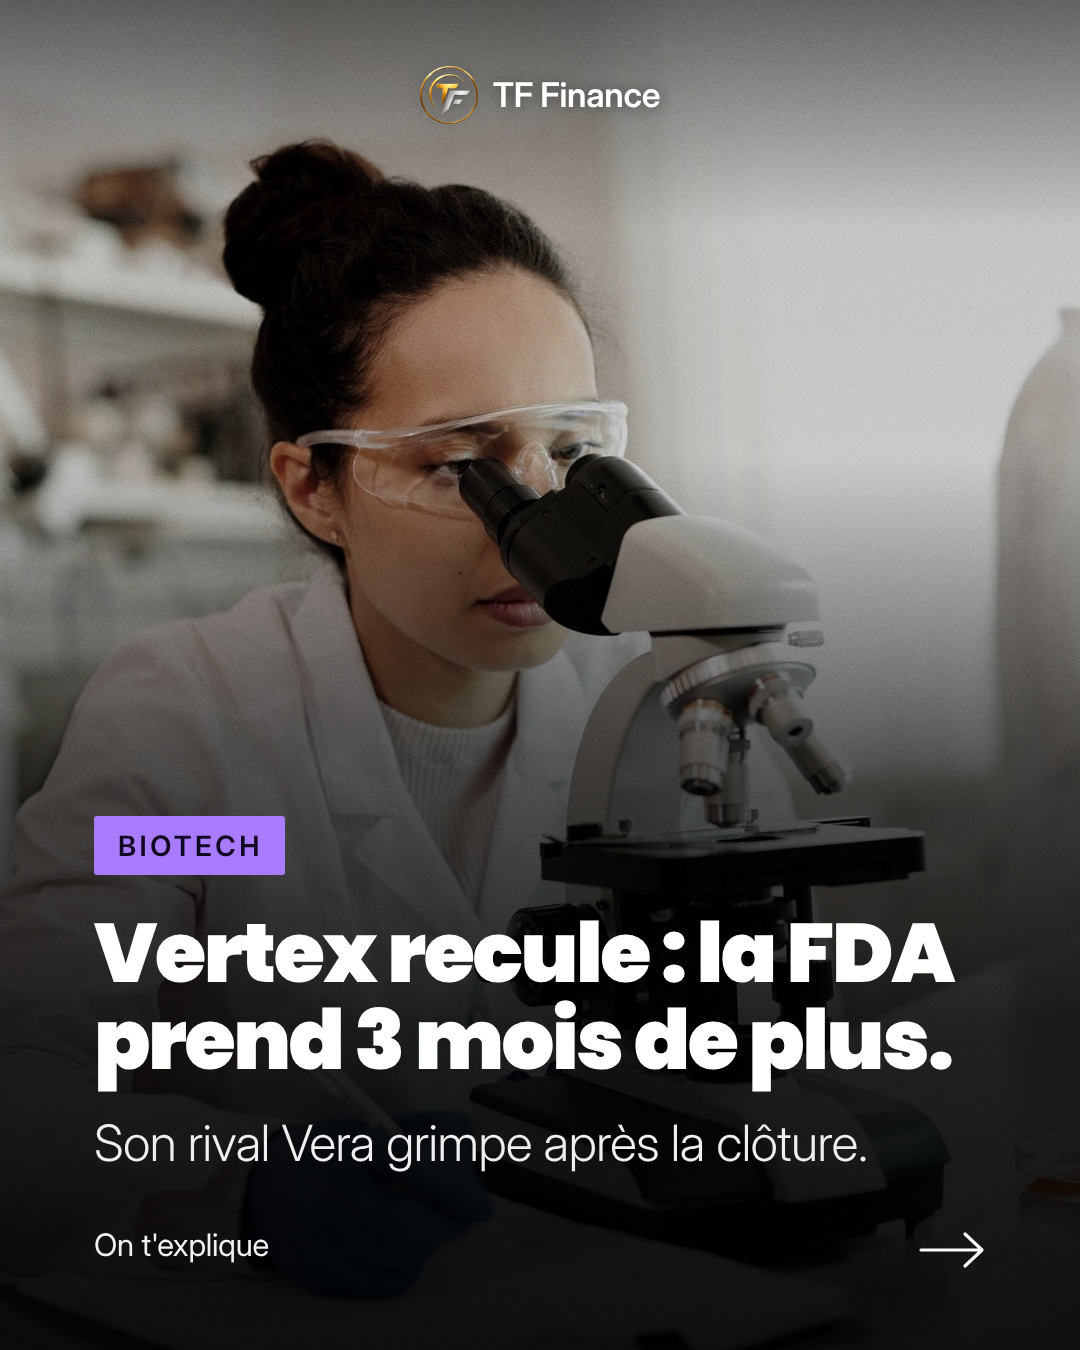 TF Finance
BIOTECH
Vertex recule : la FDA
prend 3 mois de plus.
Son rival Vera grimpe après la clôture.
On t'explique